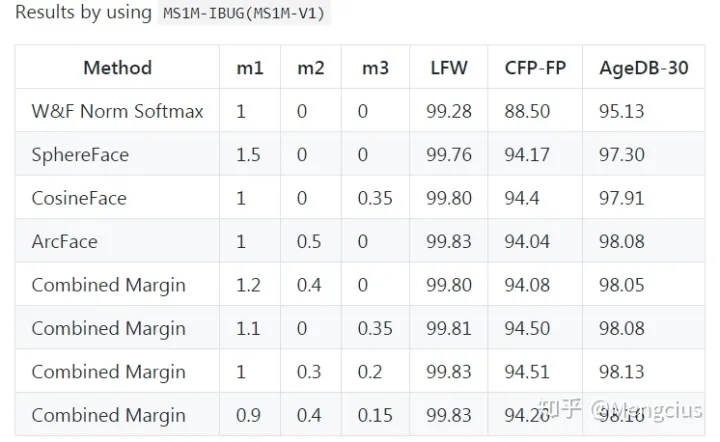 Results by using MS1M-IBUG(MS1M-V1)
Method m1 m2 m3 LFW CFP-FP AgeDB-30
W&F Norm Softmax 1 0 0 99.28 88.50 95.13
SphereFace 1.5 0 0 99.76 94.17 97.30
CosineFace 1 0 0.35 99.80 94.4 97.91
ArcFace 1 0.5 0 99.83 94.04 98.08
Combined Margin 1.2 0.4 0 99.80 94.08 98.05
Combined Margin 1.1 0 0.35 99.81 94.50 98.08
Combined Margin 1 0.3 0.2 99.83 94.51 98.13
Combined Margin 0.9 0.4 0.15 99.83 94.20 98.16
知乎 @Mengcius